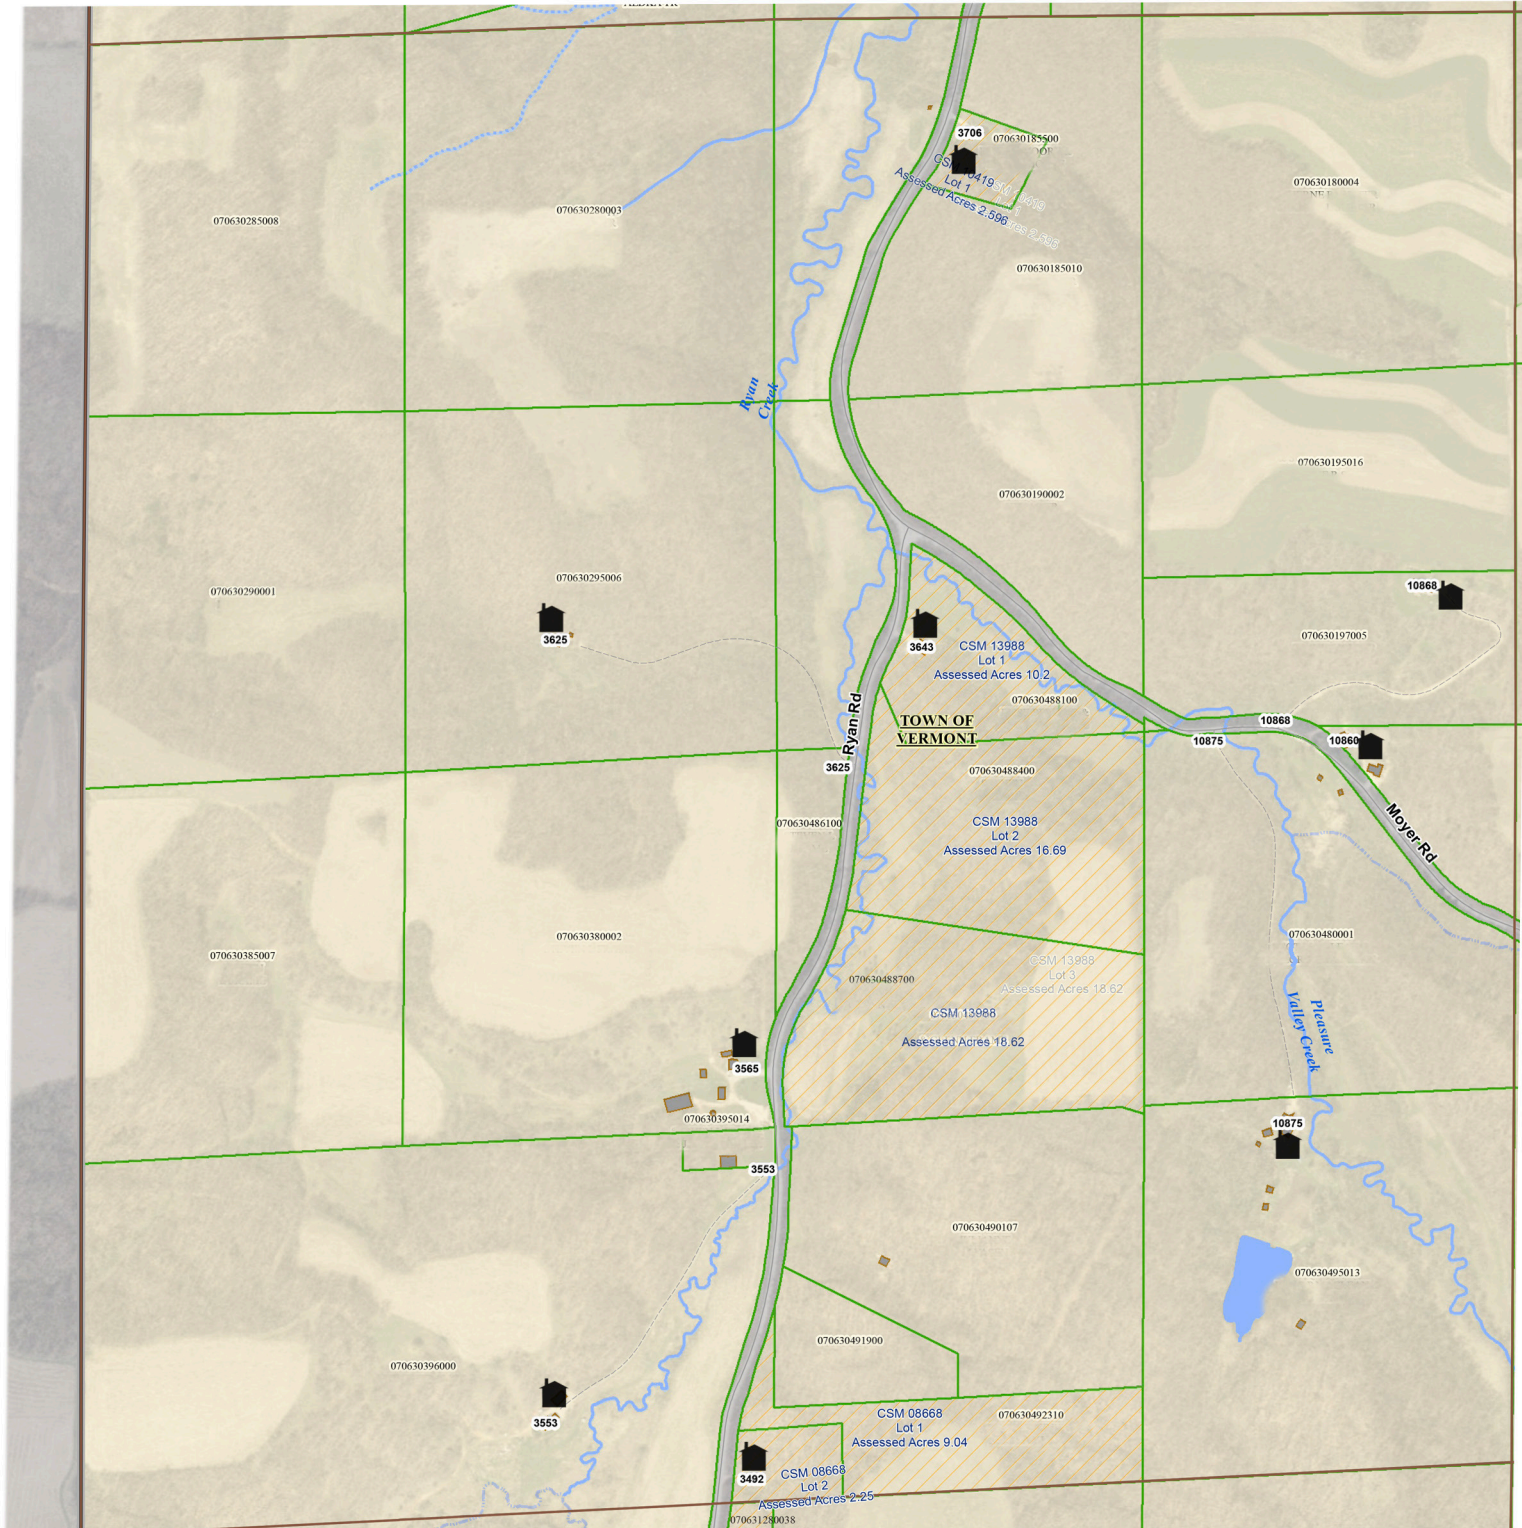 3706
070630185500
CSM 10419
Lot 1
Assessed Acres 2.596
070630180004
070630285008
070630280003
070630185010
Ryan
Creek
070630195016
070630190002
070630290001
070630295006
3625
10868
3643
CSM 13988
Lot 1
Assessed Acres 10.2
070630197005
070630488100
Ryan Rd
TOWN OF
VERMONT
10868
10875
10860
3625
070630488400
Moyer Rd
070630486100
CSM 13988
Lot 2
Assessed Acres 16.69
070630380002
070630480001
070630385007
CSM 13988
Lot 3
Assessed Acres 18.62
070630488700
CSM 13988
Assessed Acres 18.62
Pleasure
Valley Creek
3565
070630395014
10875
3553
070630490107
070630495013
070630491900
070630396000
3553
CSM 08668
Lot 1
Assessed Acres 9.04
070630492310
3492
CSM 08668
Lot 2
Assessed Acres 2.25
070631280038